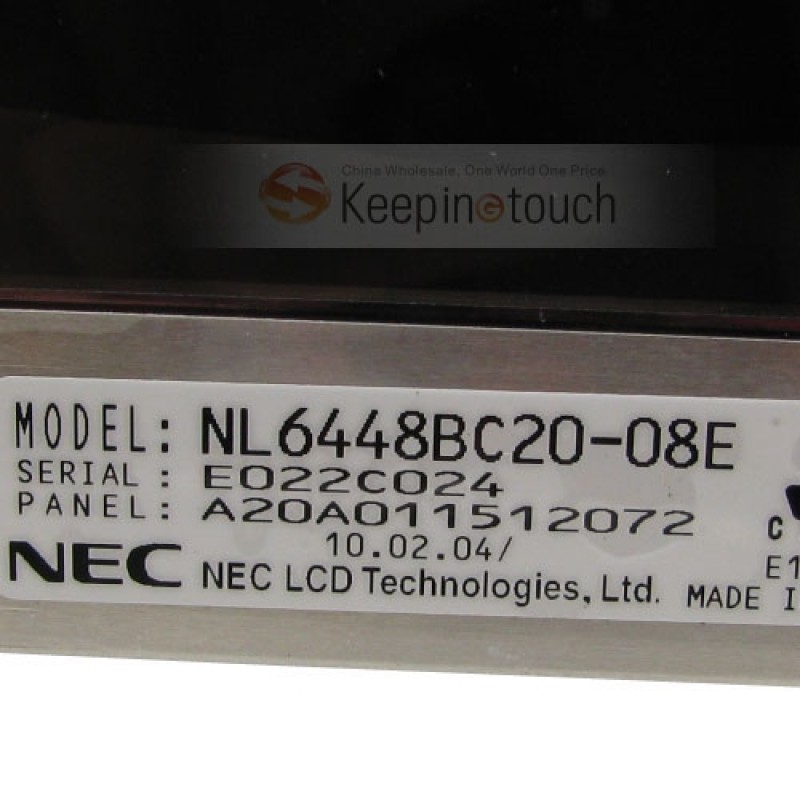 China Wholesale, One World One Price
KeepinGtouch
MODEL: NL6448BC20-08E
SERIAL : E022C024
PANEL: A20A011512072
10.02.04/
NEC NEC LCD Technologies, Ltd. MADE I
C
E1